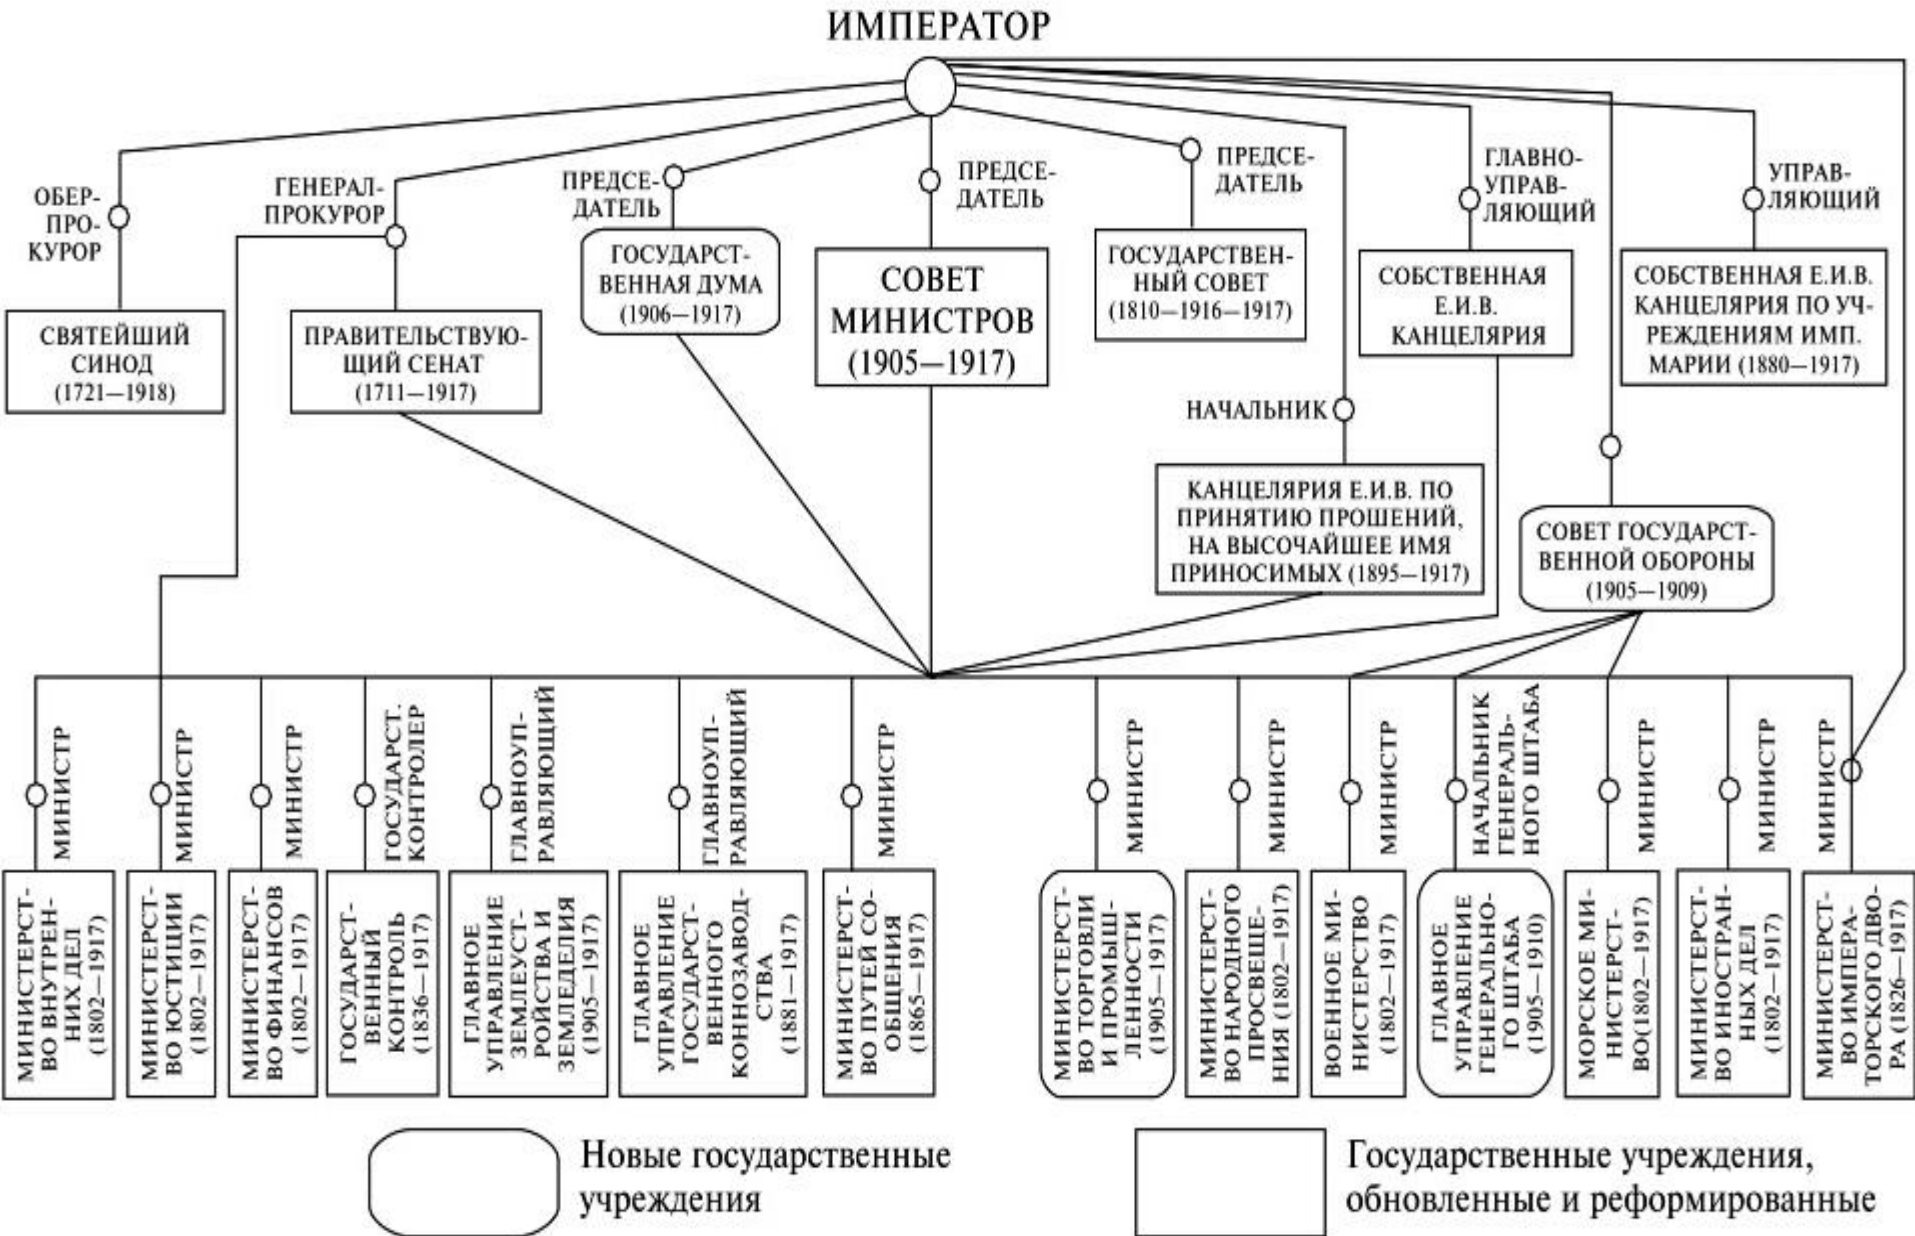 ИМПЕРАТОР
ОБЕР-
ПРО-
КУРОР
ГЕНЕРАЛ-
ПРОКУРОР
ПРЕДСЕ-
ДАТЕЛЬ
ПРЕДСЕ-
ДАТЕЛЬ
ПРЕДСЕ-
ДАТЕЛЬ
ГЛАВНО-
УПРАВ-
ЛЯЮЩИЙ
УПРАВ-
ЛЯЮЩИЙ
СВЯТЕЙШИЙ
СИНОД
(1721—1918)
ПРАВИТЕЛЬСТВУЮ-
ЩИЙ СЕНАТ
(1711—1917)
ГОСУДАРСТ-
ВЕННАЯ ДУМА
(1906—1917)
СОВЕТ
МИНИСТРОВ
(1905—1917)
ГОСУДАРСТВЕН-
НЫЙ СОВЕТ
(1810—1916—1917)
СОБСТВЕННАЯ
Е.И.В.
КАНЦЕЛЯРИЯ
СОБСТВЕННАЯ Е.И.В.
КАНЦЕЛЯРИЯ ПО УЧ-
РЕЖДЕНИЯМ ИМП.
МАРИИ (1880—1917)
НАЧАЛЬНИК
КАНЦЕЛЯРИЯ Е.И.В. ПО
ПРИНЯТИЮ ПРОШЕНИЙ,
НА ВЫСОЧАЙШЕЕ ИМЯ
ПРИНОСИМЫХ (1895—1917)
СОВЕТ ГОСУДАРСТ-
ВЕННОЙ ОБОРОНЫ
(1905—1909)
МИНИСТР
МИНИСТР
МИНИСТР
ГОСУДАРСТ.
КОНТРОЛЕР
ГЛАВНОУП-
РАВЛЯЮЩИЙ
ГЛАВНОУП-
РАВЛЯЮЩИЙ
МИНИСТР
МИНИСТР
МИНИСТР
МИНИСТР
НАЧАЛЬНИК
ГЕНЕРАЛЬ-
НОГО ШТАБА
МИНИСТР
МИНИСТР
МИНИСТР
МИНИСТЕРСТ-
ВО ВНУТРЕН-
НИХ ДЕЛ
(1802—1917)
МИНИСТЕРСТ-
ВО ЮСТИЦИИ
(1802—1917)
МИНИСТЕРСТ-
ВО ФИНАНСОВ
(1802—1917)
ГОСУДАРСТ-
ВЕННЫЙ
КОНТРОЛЬ
(1836—1917)
ГЛАВНОЕ
УПРАВЛЕНИЕ
ЗЕМЛЕУСТ-
РОЙСТВА И
ЗЕМЛЕДЕЛИЯ
(1905—1917)
ГЛАВНОЕ
УПРАВЛЕНИЕ
ГОСУДАРСТ-
ВЕННОГО
КОННОЗАВОД-
СТВА
(1881—1917)
МИНИСТЕРСТ-
ВО ПУТЕЙ СО-
ОБЩЕНИЯ
(1865—1917)
МИНИСТЕРСТ-
ВО ТОРГОВЛИ
И ПРОМЫШ-
ЛЕННОСТИ
(1905—1917)
МИНИСТЕРСТ-
ВО НАРОДНОГО
ПРОСВЕЩЕ-
НИЯ (1802—1917)
ВОЕННОЕ МИ-
НИСТЕРСТВО
(1802—1917)
ГЛАВНОЕ
УПРАВЛЕНИЕ
ГЕНЕРАЛЬНО-
ГО ШТАБА
(1905—1910)
МОРСКОЕ МИ-
НИСТЕРСТ-
ВО(1802—1917)
МИНИСТЕРСТ-
ВО ИНОСТРАН-
НЫХ ДЕЛ
(1802—1917)
МИНИСТЕРСТ-
ВО ИМПЕРА-
ТОРСКОГО ДВО-
РА (1826—1917)
Новые государственные
учреждения
Государственные учреждения,
обновленные и реформированные